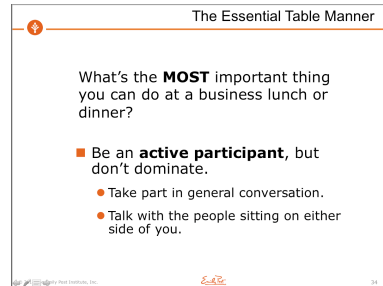 The Essential Table Manner
What's the MOST important thing
you can do at a business lunch or
dinner?
Be an active participant, but
don't dominate.
Take part in general conversation.
Talk with the people sitting on either
side of you.
Post Institute, Inc.
34